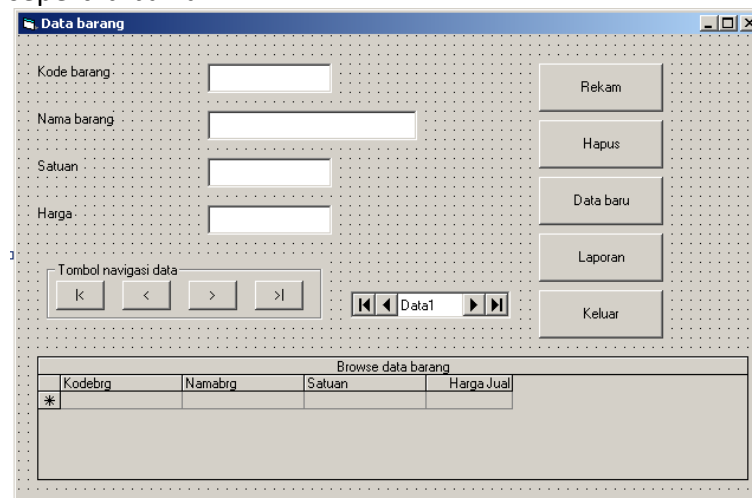 Data barang
Kode barang
Nama barang
Satuan
Harga
Rekam
Hapus
Data baru
Laporan
Keluar
Tombol navigasi data
|< < > >|
Data1
Browse data barang
Kodebrg Namabrg Satuan Harga Jual